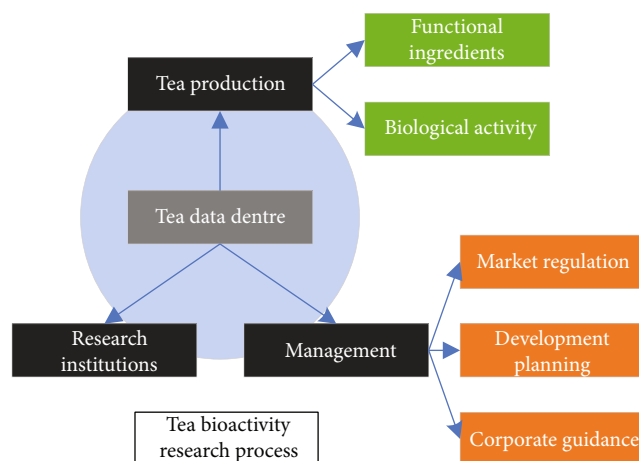 Functional
ingredients
Tea production
Biological activity
Tea data dentre
Market regulation
Research
institutions
Management
Development
planning
Tea bioactivity
research process
Corporate guidance